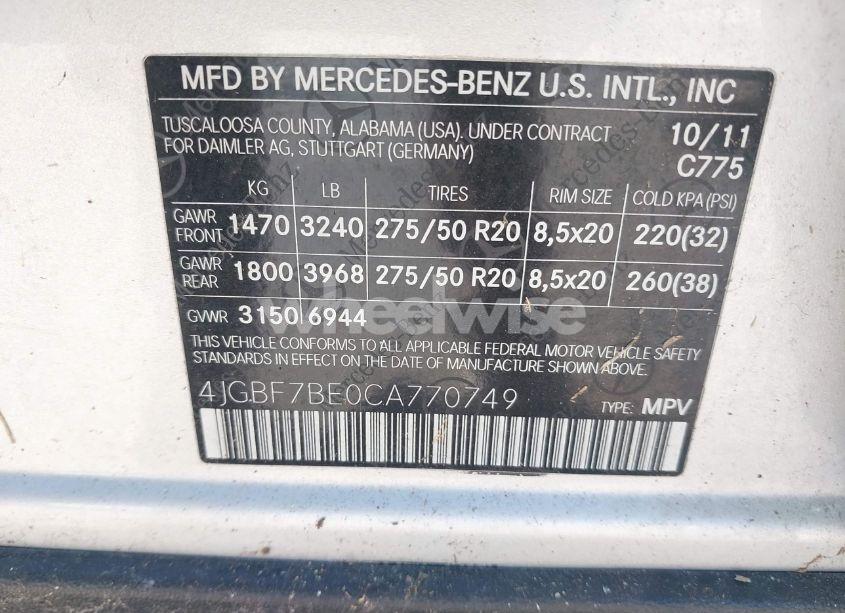 MFD BY MERCEDES-BENZ U.S. INTL., INC
TUSCALOOSA COUNTY, ALABAMA (USA). UNDER CONTRACT 10/11
FOR DAIMLER AG, STUTTGART (GERMANY) C775
KG LB TIRES RIM SIZE COLD KPA (PSI)
GAWR FRONT 1470 3240 275/50 R20 8,5x20 220(32)
GAWR REAR 1800 3968 275/50 R20 8,5x20 260(38)
GVWR 3150 6944
wheelwise
THIS VEHICLE CONFORMS TO ALL APPLICABLE FEDERAL MOTOR VEHICLE SAFETY
STANDARDS IN EFFECT ON THE DATE OF MANUFACTURE SHOWN ABOVE.
4JGBF7BE0CA770749 TYPE: MPV